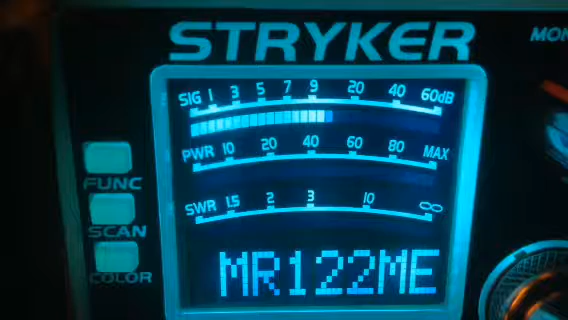 STRYKER
MON
SIG 1 3 5 7 9 20 40 60dB
PWR 10 20 40 60 80 MAX
SWR 1.5 2 3 10 ∞
FUNC
SCAN
COLOR
MR122ME